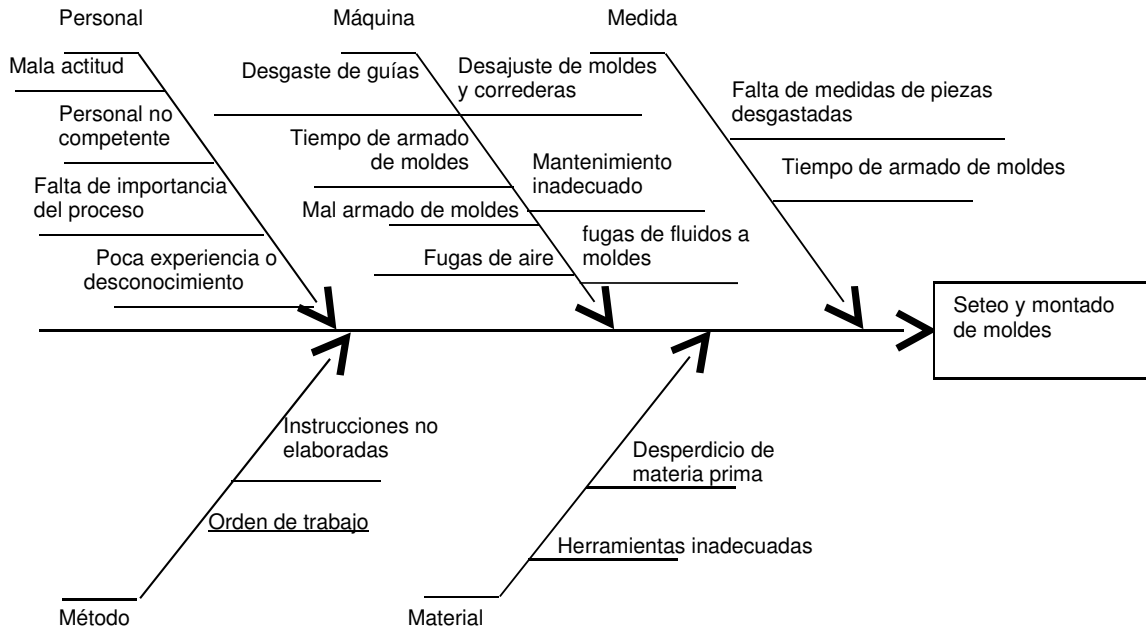 Personal
Máquina
Medida
Mala actitud
Personal no
competente
Falta de importancia
del proceso
Poca experiencia o
desconocimiento
Desgaste de guías
Desajuste de moldes
y correderas
Tiempo de armado
de moldes
Mantenimiento
inadecuado
Mal armado de moldes
fugas de fluidos a
moldes
Fugas de aire
Falta de medidas de piezas
desgastadas
Tiempo de armado de moldes
Seteo y montado
de moldes
Instrucciones no
elaboradas
Orden de trabajo
Desperdicio de
materia prima
Herramientas inadecuadas
Método
Material